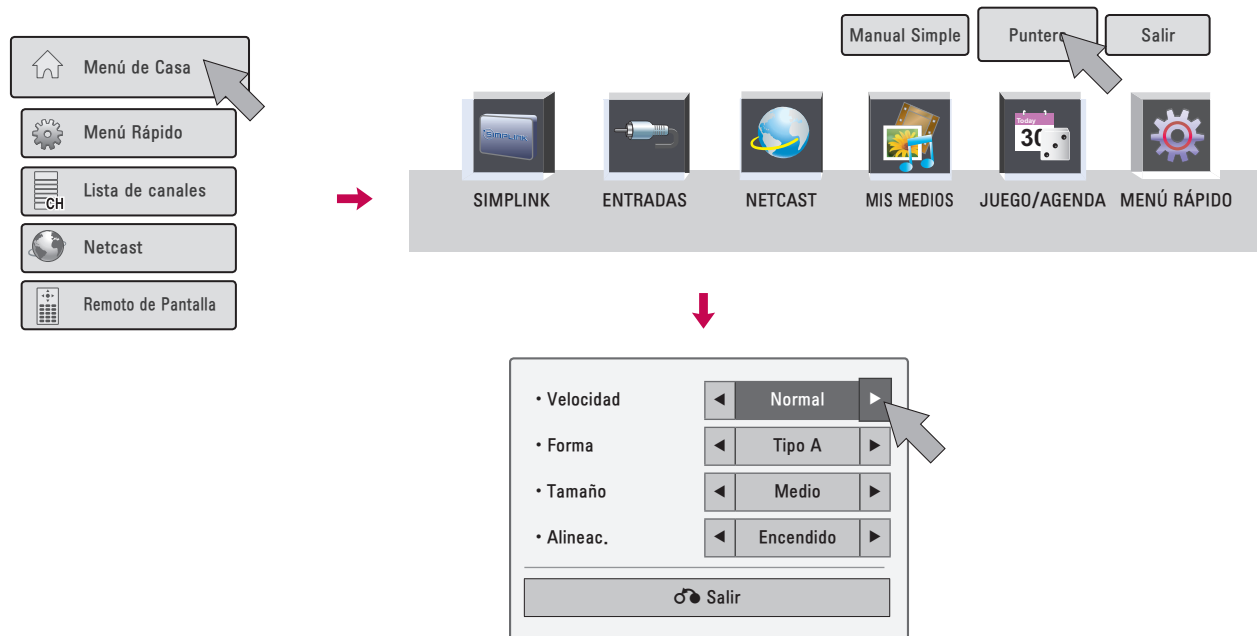 Menú de Casa
Menú Rápido
CH
Lista de canales
Netcast
Remoto de Pantalla
Manual Simple
Puntero
Salir
SIMPLINK
Today
30
SIMPLINK
ENTRADAS
NETCAST
MIS MEDIOS
JUEGO/AGENDA
MENÚ RÁPIDO
• Velocidad
◀ Normal ▶
• Forma
◀ Tipo A ▶
• Tamaño
◀ Medio ▶
• Alineac.
◀ Encendido ▶
Salir